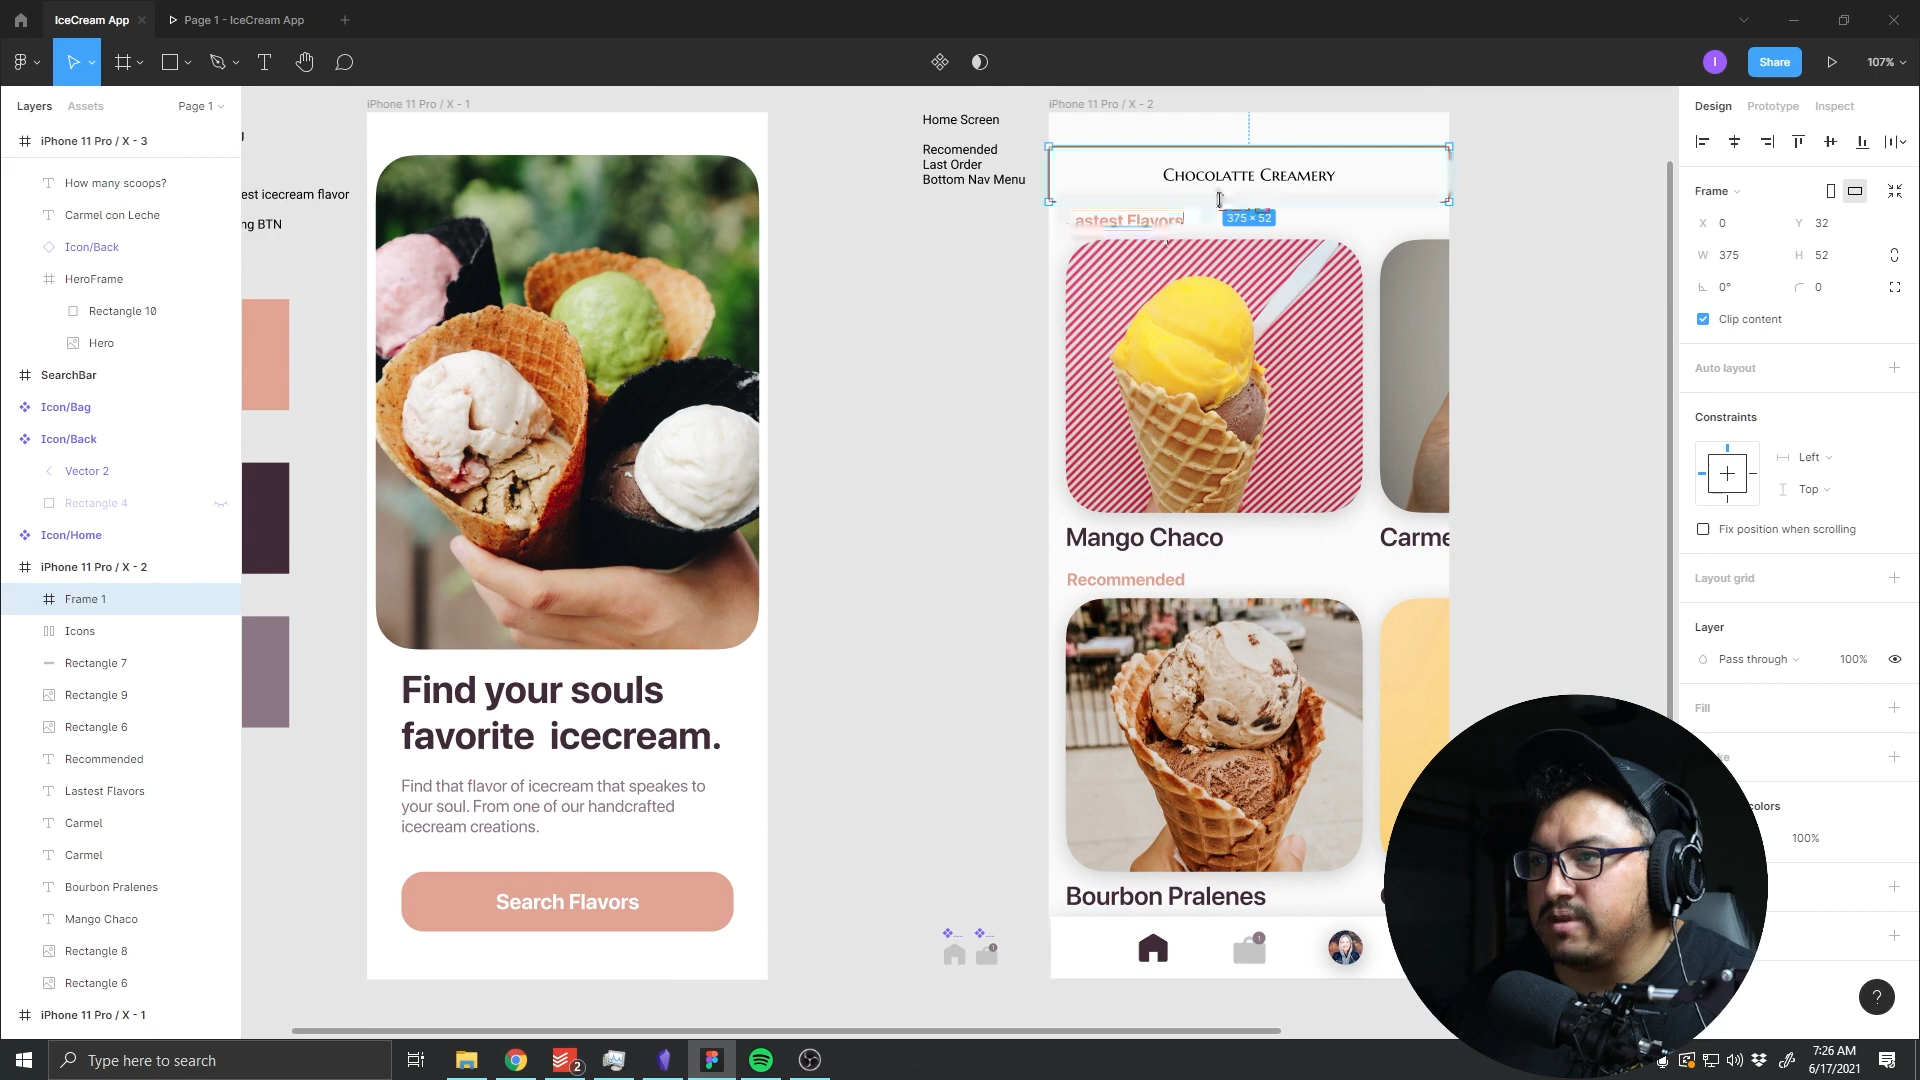 IceCream App
Page 1 - IceCream App
I
Share
107%
Layers
Assets
Page 1
Design
Prototype
Inspect
iPhone 11 Pro / X - 3
How many scoops?
Carmel con Leche
Icon/Back
HeroFrame
Rectangle 10
Hero
SearchBar
Icon/Bag
Icon/Back
Vector 2
Rectangle 4
Icon/Home
iPhone 11 Pro / X - 2
Frame 1
Icons
Rectangle 7
Rectangle 9
Rectangle 6
Recommended
Lastest Flavors
Carmel
Carmel
Bourbon Pralenes
Mango Chaco
Rectangle 8
Rectangle 6
iPhone 11 Pro / X - 1
est icecream flavor
ng BTN
iPhone 11 Pro / X - 1
Find your souls
favorite icecream.
Find that flavor of icecream that speakes to
your soul. From one of our handcrafted
icecream creations.
Search Flavors
Home Screen
Recomended
Last Order
Bottom Nav Menu
iPhone 11 Pro / X - 2
Chocolatte Creamery
astest Flavors
375 × 52
Mango Chaco
Carme
Recommended
Bourbon Pralenes
Frame
X 0
Y 32
W 375
H 52
0°
0
Clip content
Auto layout
Constraints
Left
Top
Fix position when scrolling
Layout grid
Layer
Pass through
100%
Fill
ke
colors
100%
?
Type here to search
2
7:26 AM
6/17/2021